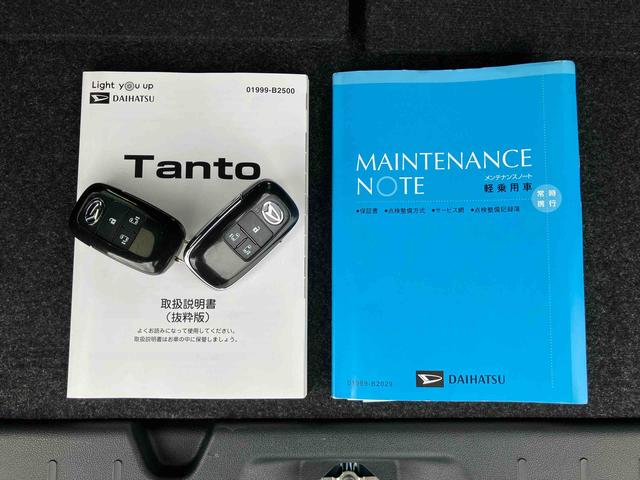 Light you up
DAIHATSU
01999-B2500
Tanto
取扱説明書
(抜粋版)
よくお読みになって使用してください。
取扱説明書はお車の中に保管しましょう。
MAINTENANCE
NOTE
メンテナンスノート
軽乗用車
常時
携行
•保証書 •点検整備方式 •サービス網 •点検整備記録簿
01999-B2029
DAIHATSU